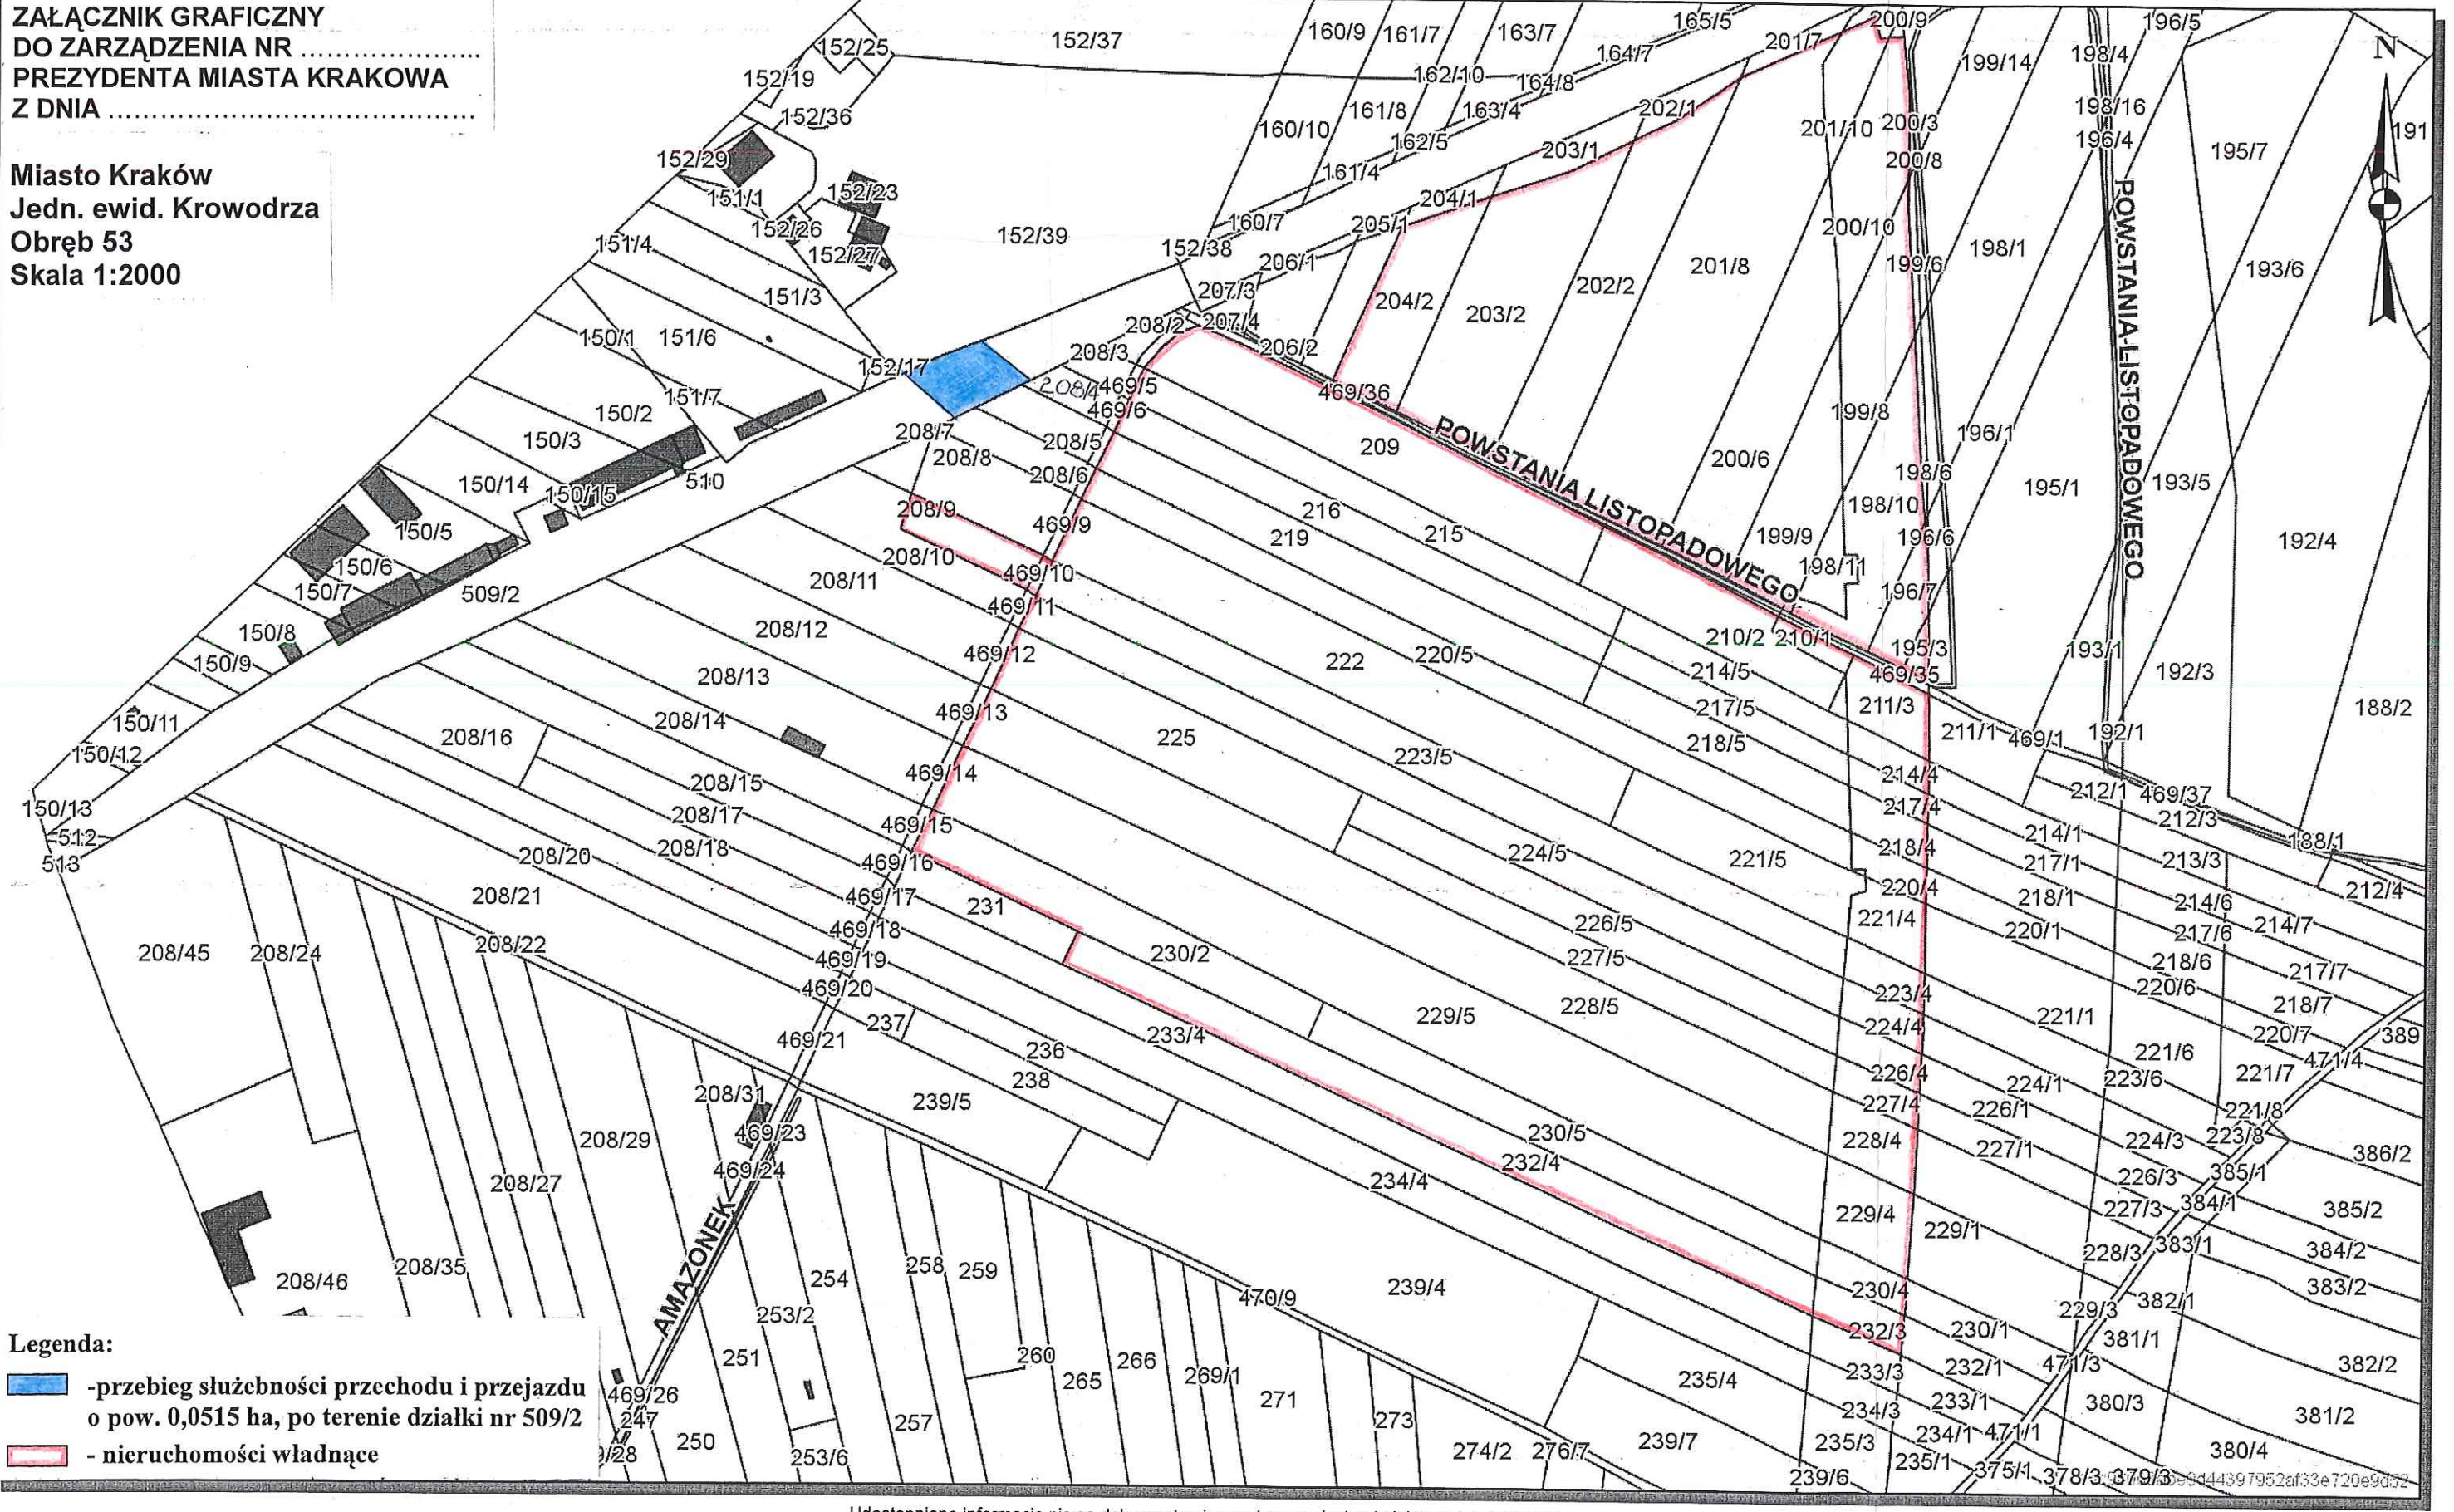 ZAŁĄCZNIK GRAFICZNY
DO ZARZĄDZENIA NR ......................
PREZYDENTA MIASTA KRAKOWA
Z DNIA ............................................
Miasto Kraków
Jedn. ewid. Krowodrza
Obręb 53
Skala 1:2000
N
152/25 152/37 160/9 161/7 163/7 165/5 200/9 196/5
152/19 162/10 164/8 164/7 201/7 199/14 198/4
152/36 160/10 161/8 163/4 202/1 201/10 200/3 198/16 191
152/29 162/5 203/1 200/8 196/4 195/7
151/1 152/23 161/4 204/1
152/26 152/39 160/7 205/1 200/10
151/4 152/27 152/38 206/1 201/8 199/6 198/1 193/6
151/3 207/3 204/2 202/2
150/1 151/6 208/2 207/4 203/2
152/17 208/3 206/2
151/7 208/4 469/5 469/36
150/2 469/6 199/8
150/3 208/7 208/5 209 196/1
150/14 510 208/8 208/6 200/6 198/6 195/1 193/5
150/15 208/9 216 198/10
150/5 469/9 219 215 199/9 196/6 192/4
150/6 208/10 469/10 198/11
150/7 509/2 208/11 469/11 196/7
POWSTANIA LISTOPADOWEGO
POWSTANIA-LISTOPADOWEGO
150/8 208/12 469/12 222 220/5 210/2 210/1 195/3 193/1
150/9 208/13 214/5 469/35 192/3
150/11 208/14 469/13 217/5 211/3 188/2
150/12 208/16 225 218/5 211/1 469/1 192/1
208/15 469/14 223/5 214/4 212/1 469/37
150/13 208/17 217/4 212/3
512 469/15 214/1 188/1
513 208/20 208/18 469/16 224/5 221/5 218/4 217/1 213/3
208/21 469/17 231 220/4 218/1 214/6 212/4
208/45 208/24 208/22 469/18 230/2 226/5 221/4 220/1 217/6 214/7
469/19 227/5 218/6 217/7
469/20 229/5 228/5 223/4 220/6 218/7
237 233/4 224/4 221/1 220/7 389
469/21 236 221/6 471/4
238 226/4 224/1 223/6 221/7
208/31 239/5 227/4 226/1 221/8
208/29 469/23 230/5 228/4 227/1 224/3 223/8 386/2
208/27 469/24 234/4 232/4 226/3 385/1
229/4 229/1 227/3 384/1 385/2
AMAZONEK
208/46 208/35 254 258 259 228/3 383/1 384/2
470/9 239/4 230/4 382/1 383/2
253/2 232/3 230/1 229/3 381/1
251 260 266 233/3 232/1 471/3 382/2
469/26 265 269/1 271 235/4 234/3 233/1 380/3
247 257 273 235/3 234/1 471/1 381/2
9/28 250 253/6 274/2 276/7 239/7 239/6 235/1 375/1 378/3 379/3 380/4
Legenda:
-przebieg służebności przechodu i przejazdu
o pow. 0,0515 ha, po terenie działki nr 509/2
- nieruchomości władnące